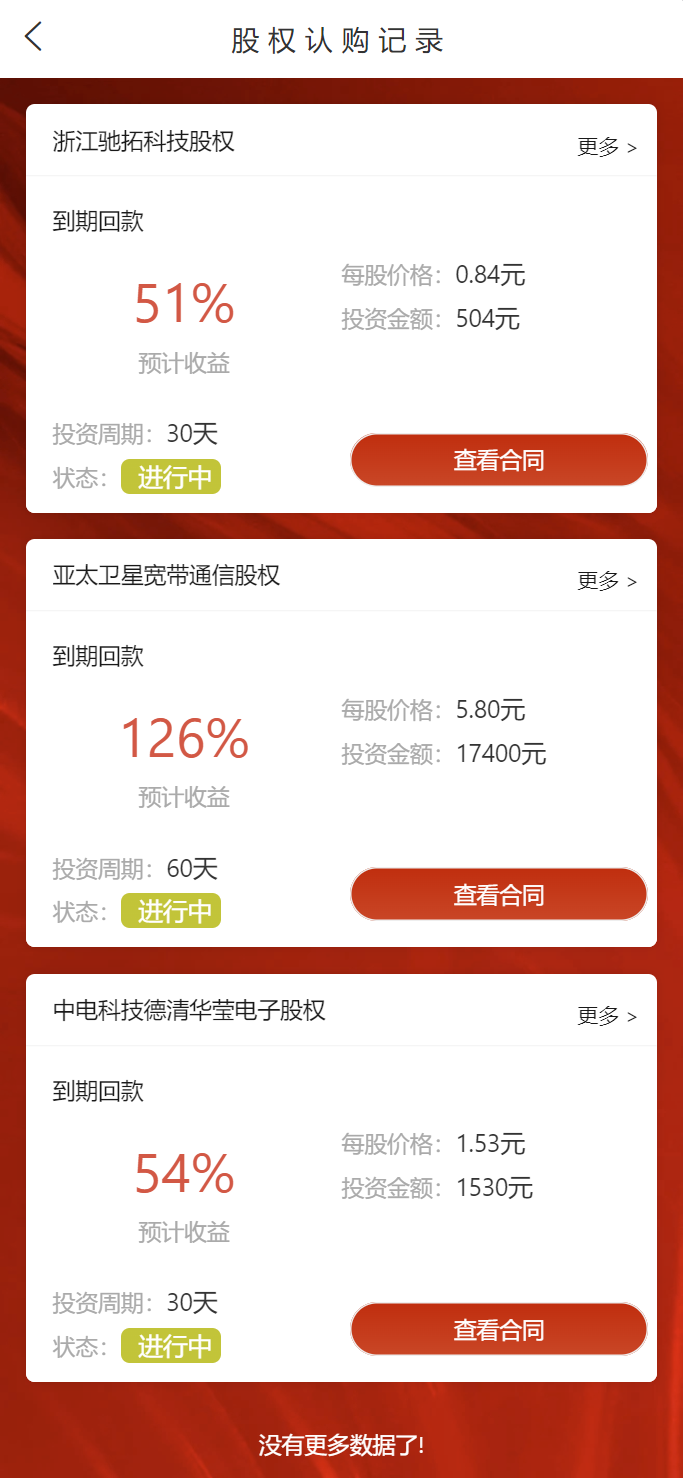 股权认购记录
浙江驰拓科技股权
更多 >
到期回款
51%
预计收益
每股价格：0.84元
投资金额：504元
投资周期：30天
状态：进行中
查看合同
亚太卫星宽带通信股权
更多 >
到期回款
126%
预计收益
每股价格：5.80元
投资金额：17400元
投资周期：60天
状态：进行中
查看合同
中电科技德清华莹电子股权
更多 >
到期回款
54%
预计收益
每股价格：1.53元
投资金额：1530元
投资周期：30天
状态：进行中
查看合同
没有更多数据了!